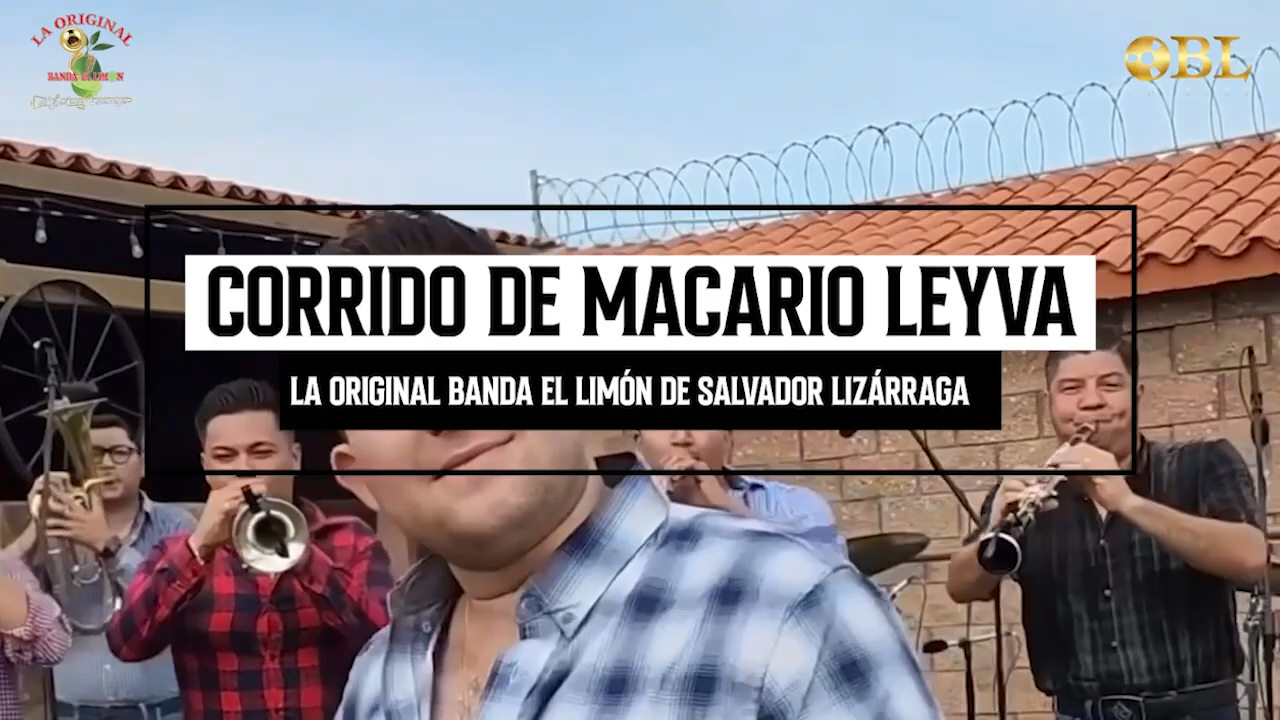 LA ORIGINAL
BANDA EL LIMÓN
OBL
CORRIDO DE MACARIO LEYVA
LA ORIGINAL BANDA EL LIMÓN DE SALVADOR LIZÁRRAGA